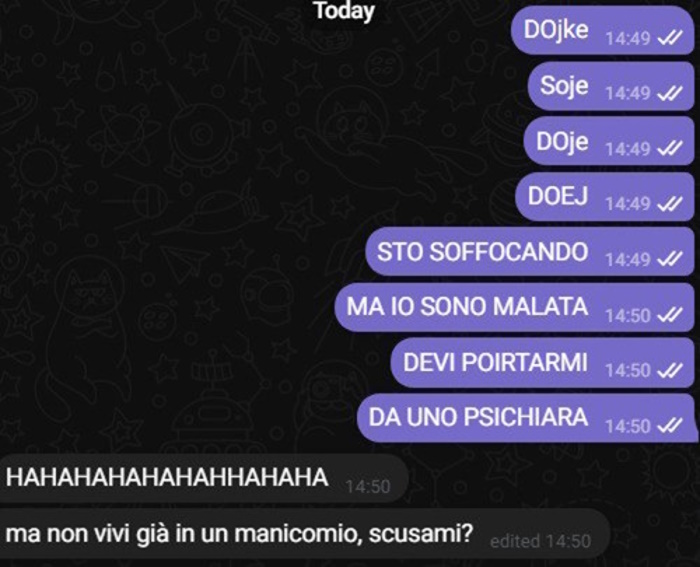 Today
DOjke 14:49
Soje 14:49
DOje 14:49
DOEJ 14:49
STO SOFFOCANDO 14:49
MA IO SONO MALATA 14:50
DEVI POIRTARMI 14:50
DA UNO PSICHIARA 14:50
HAHAHAHAHAHAHHAHAHA 14:50
ma non vivi già in un manicomio, scusami? edited 14:50